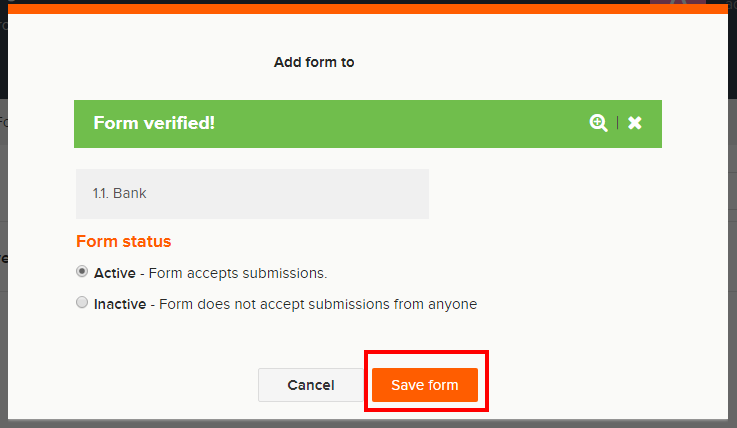 Add form to
Form verified!
1.1. Bank
Form status
Active - Form accepts submissions.
Inactive - Form does not accept submissions from anyone
Cancel
Save form